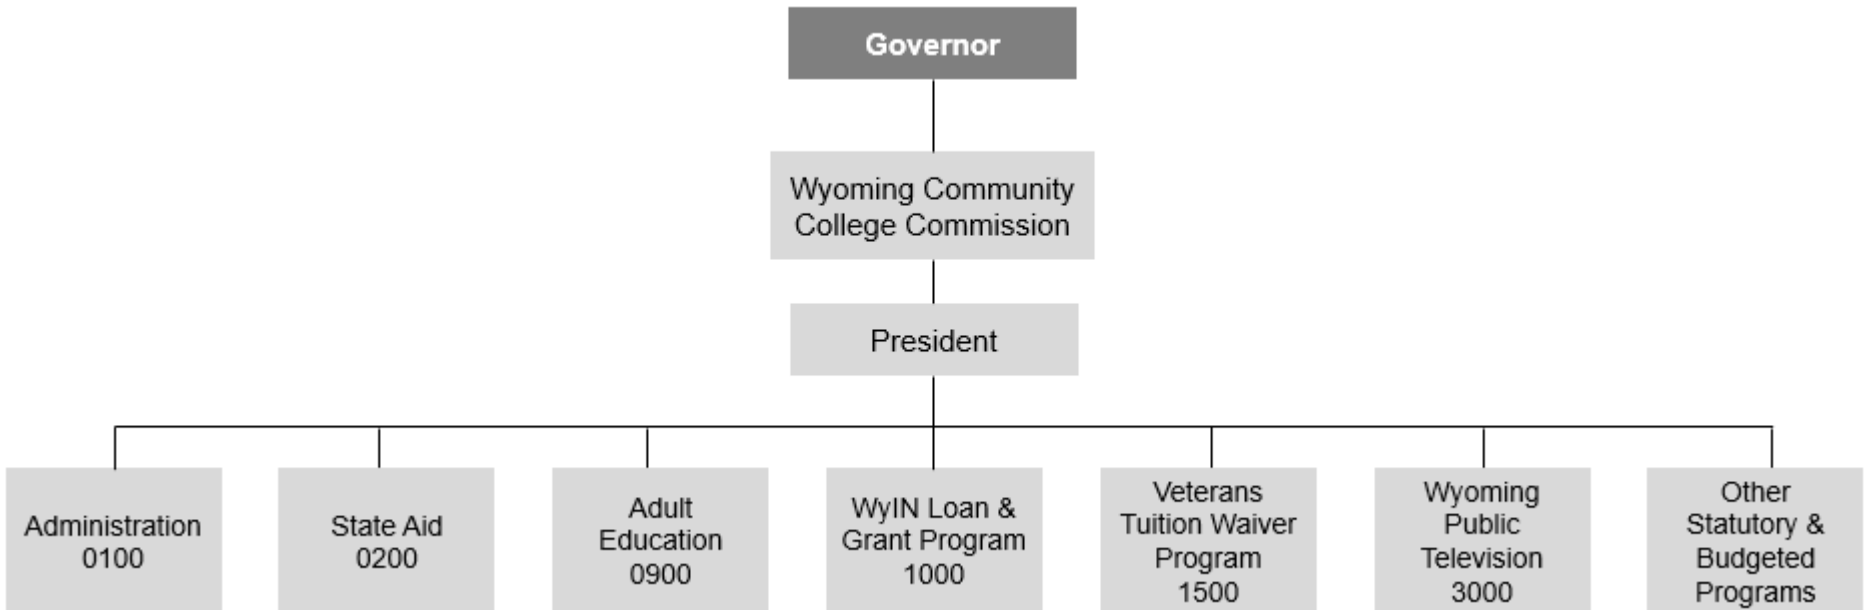 Governor
Wyoming Community
College Commission
President
Administration
0100
State Aid
0200
Adult
Education
0900
WyIN Loan &
Grant Program
1000
Veterans
Tuition Waiver
Program
1500
Wyoming
Public
Television
3000
Other
Statutory &
Budgeted
Programs